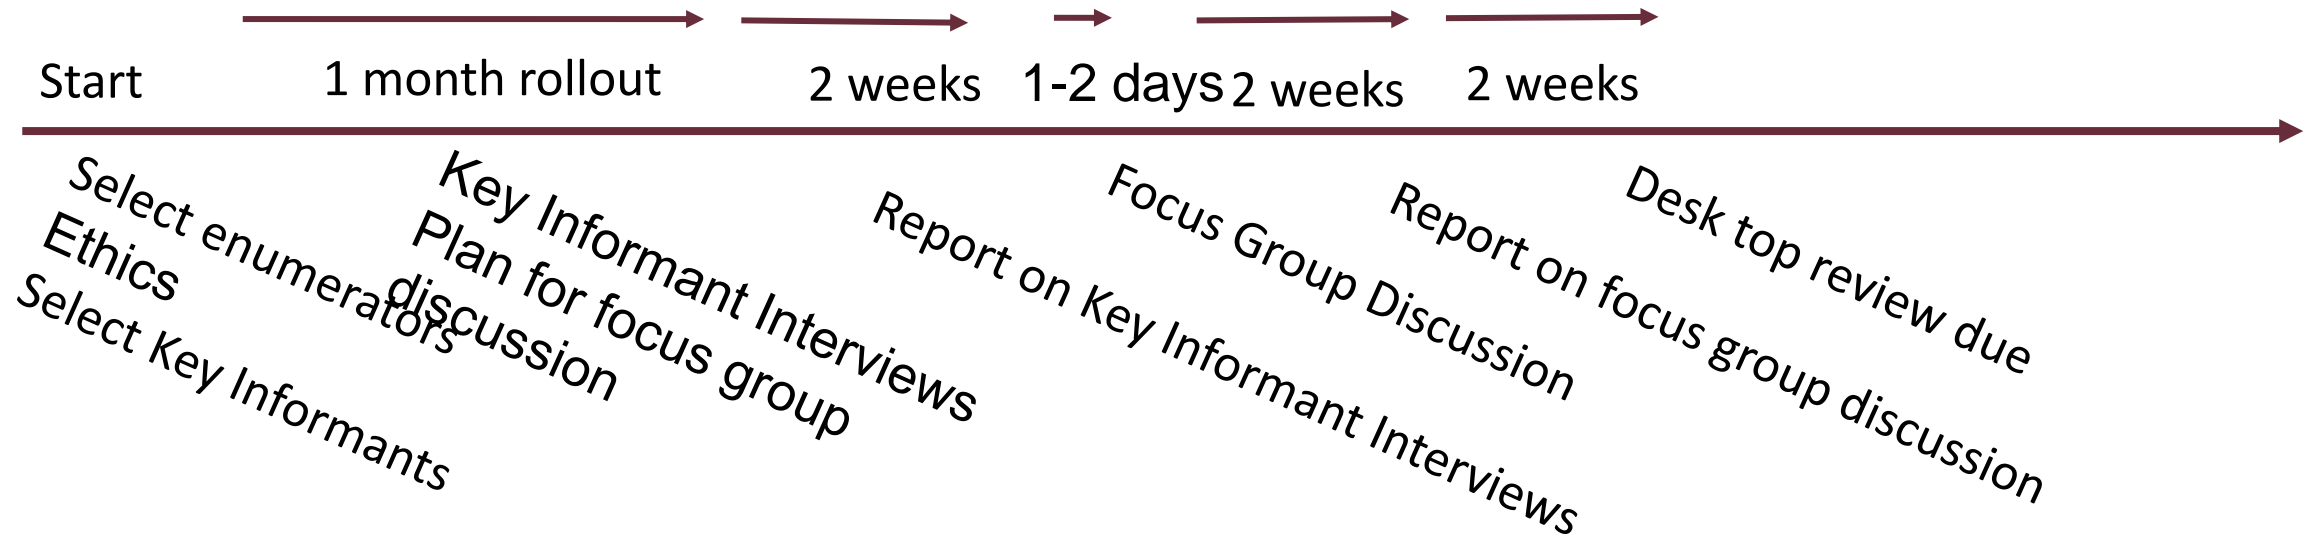 Start
1 month rollout
2 weeks
1-2 days
2 weeks
2 weeks
Select enumerators
Ethics
Select Key Informants
Key Informant Interviews
Plan for focus group
discussion
Report on Key Informant Interviews
Focus Group Discussion
Report on focus group discussion
Desk top review due